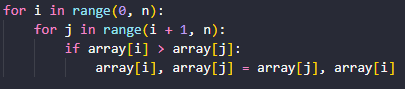 for i in range(0, n):
    for j in range(i + 1, n):
        if array[i] > array[j]:
            array[i], array[j] = array[j], array[i]